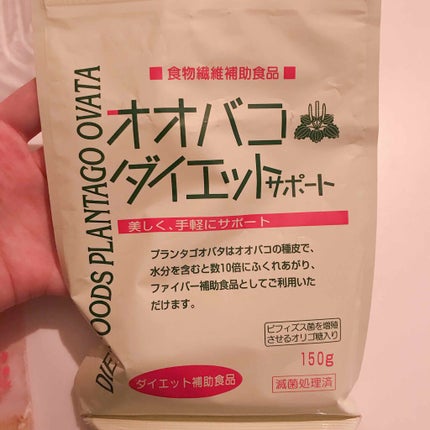 ■ 食物繊維補助食品 ■
オオバコ
ダイエットサポート
美しく、手軽にサポート
プランタゴオバタはオオバコの種皮で、
水分を含むと数10倍にふくれあがり、
ファイバー補助食品としてご利用いた
だけます。
ビフィズス菌を増殖
させるオリゴ糖入り
150g
ダイエット補助食品
滅菌処理済
FOODS PLANTAGO OVATA